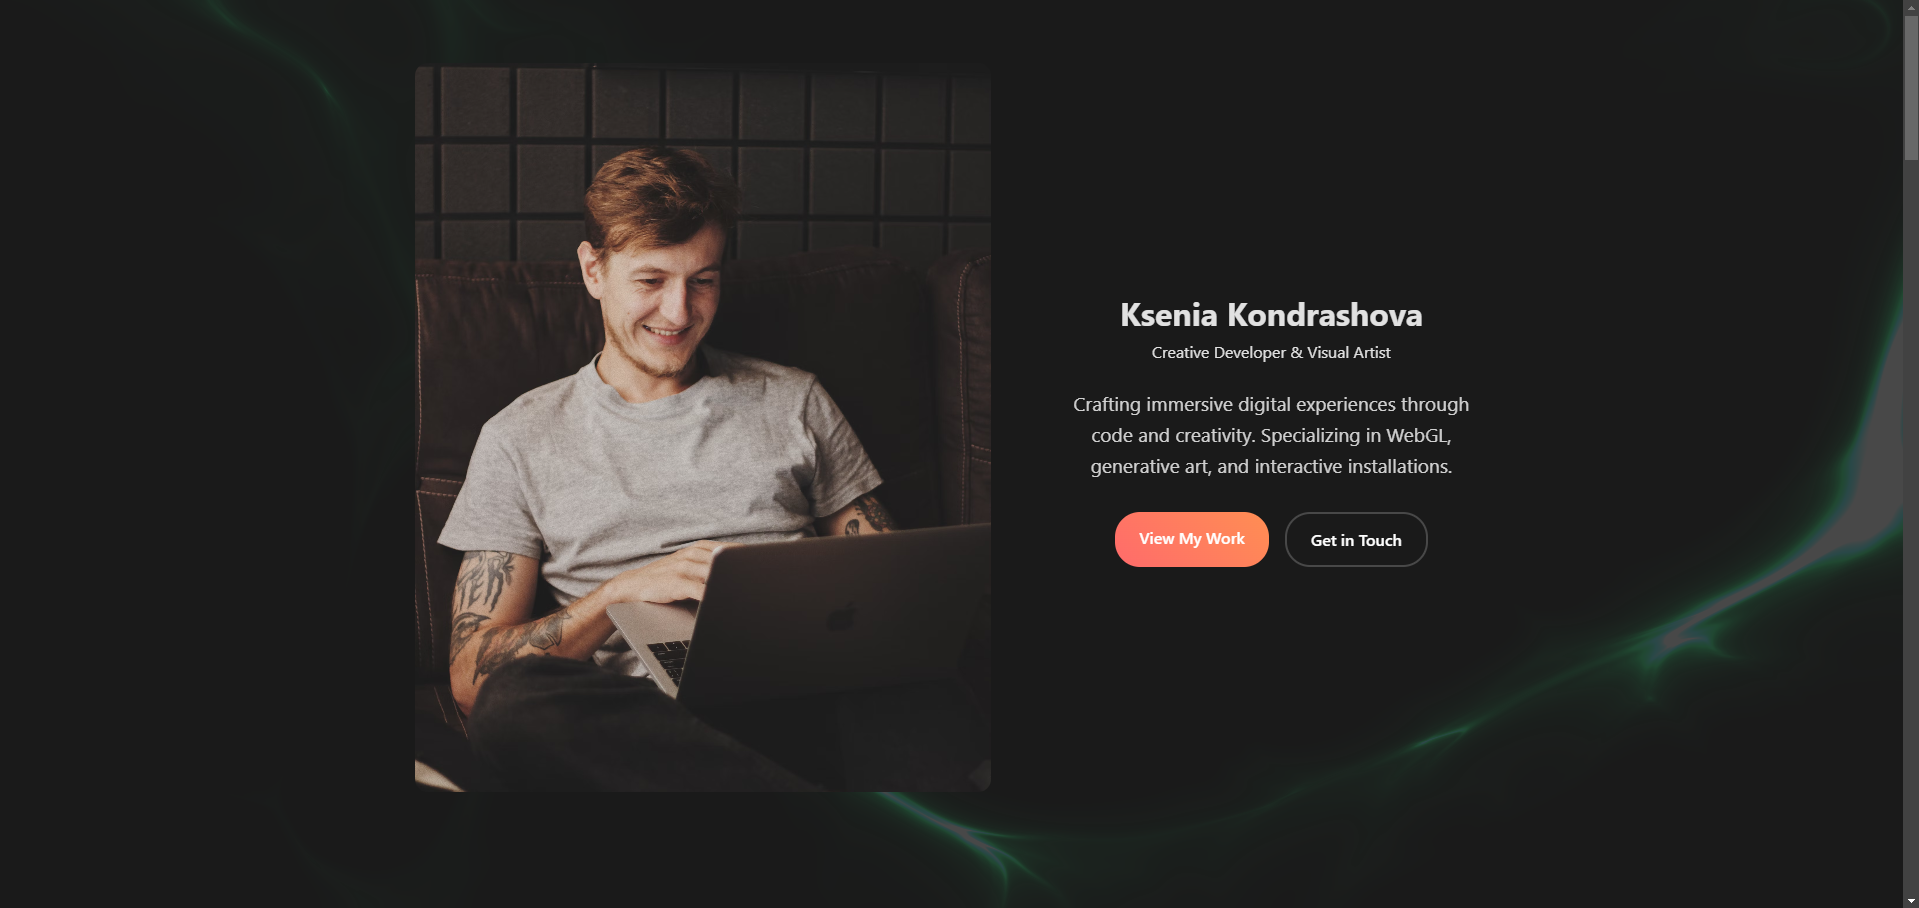 Ksenia Kondrashova
Creative Developer & Visual Artist
Crafting immersive digital experiences through
code and creativity. Specializing in WebGL,
generative art, and interactive installations.
View My Work
Get in Touch